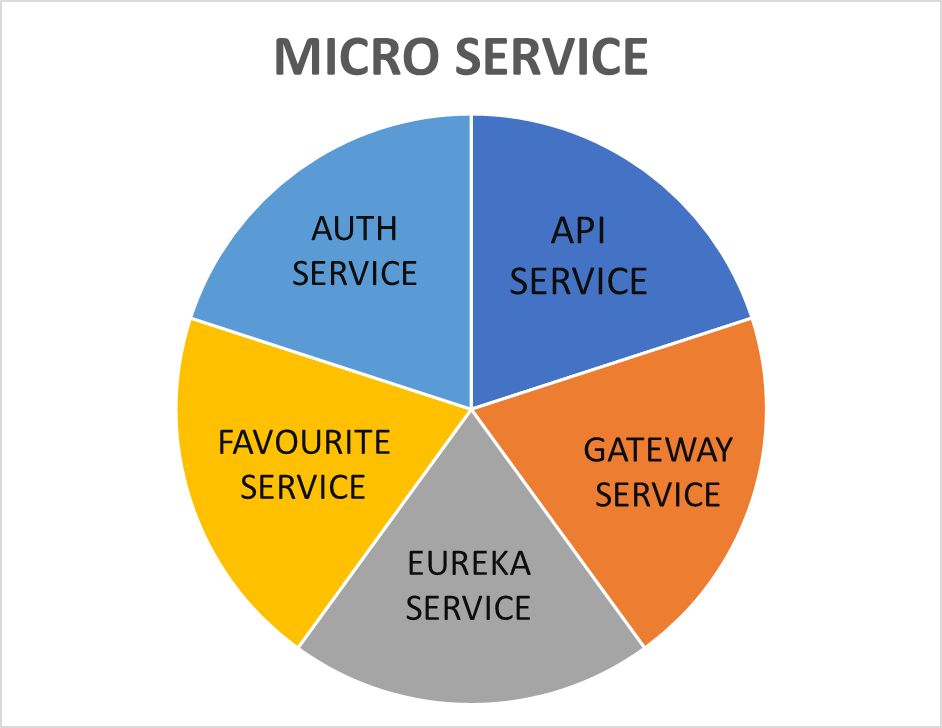 MICRO SERVICE
AUTH
SERVICE
API
SERVICE
FAVOURITE
SERVICE
GATEWAY
SERVICE
EUREKA
SERVICE